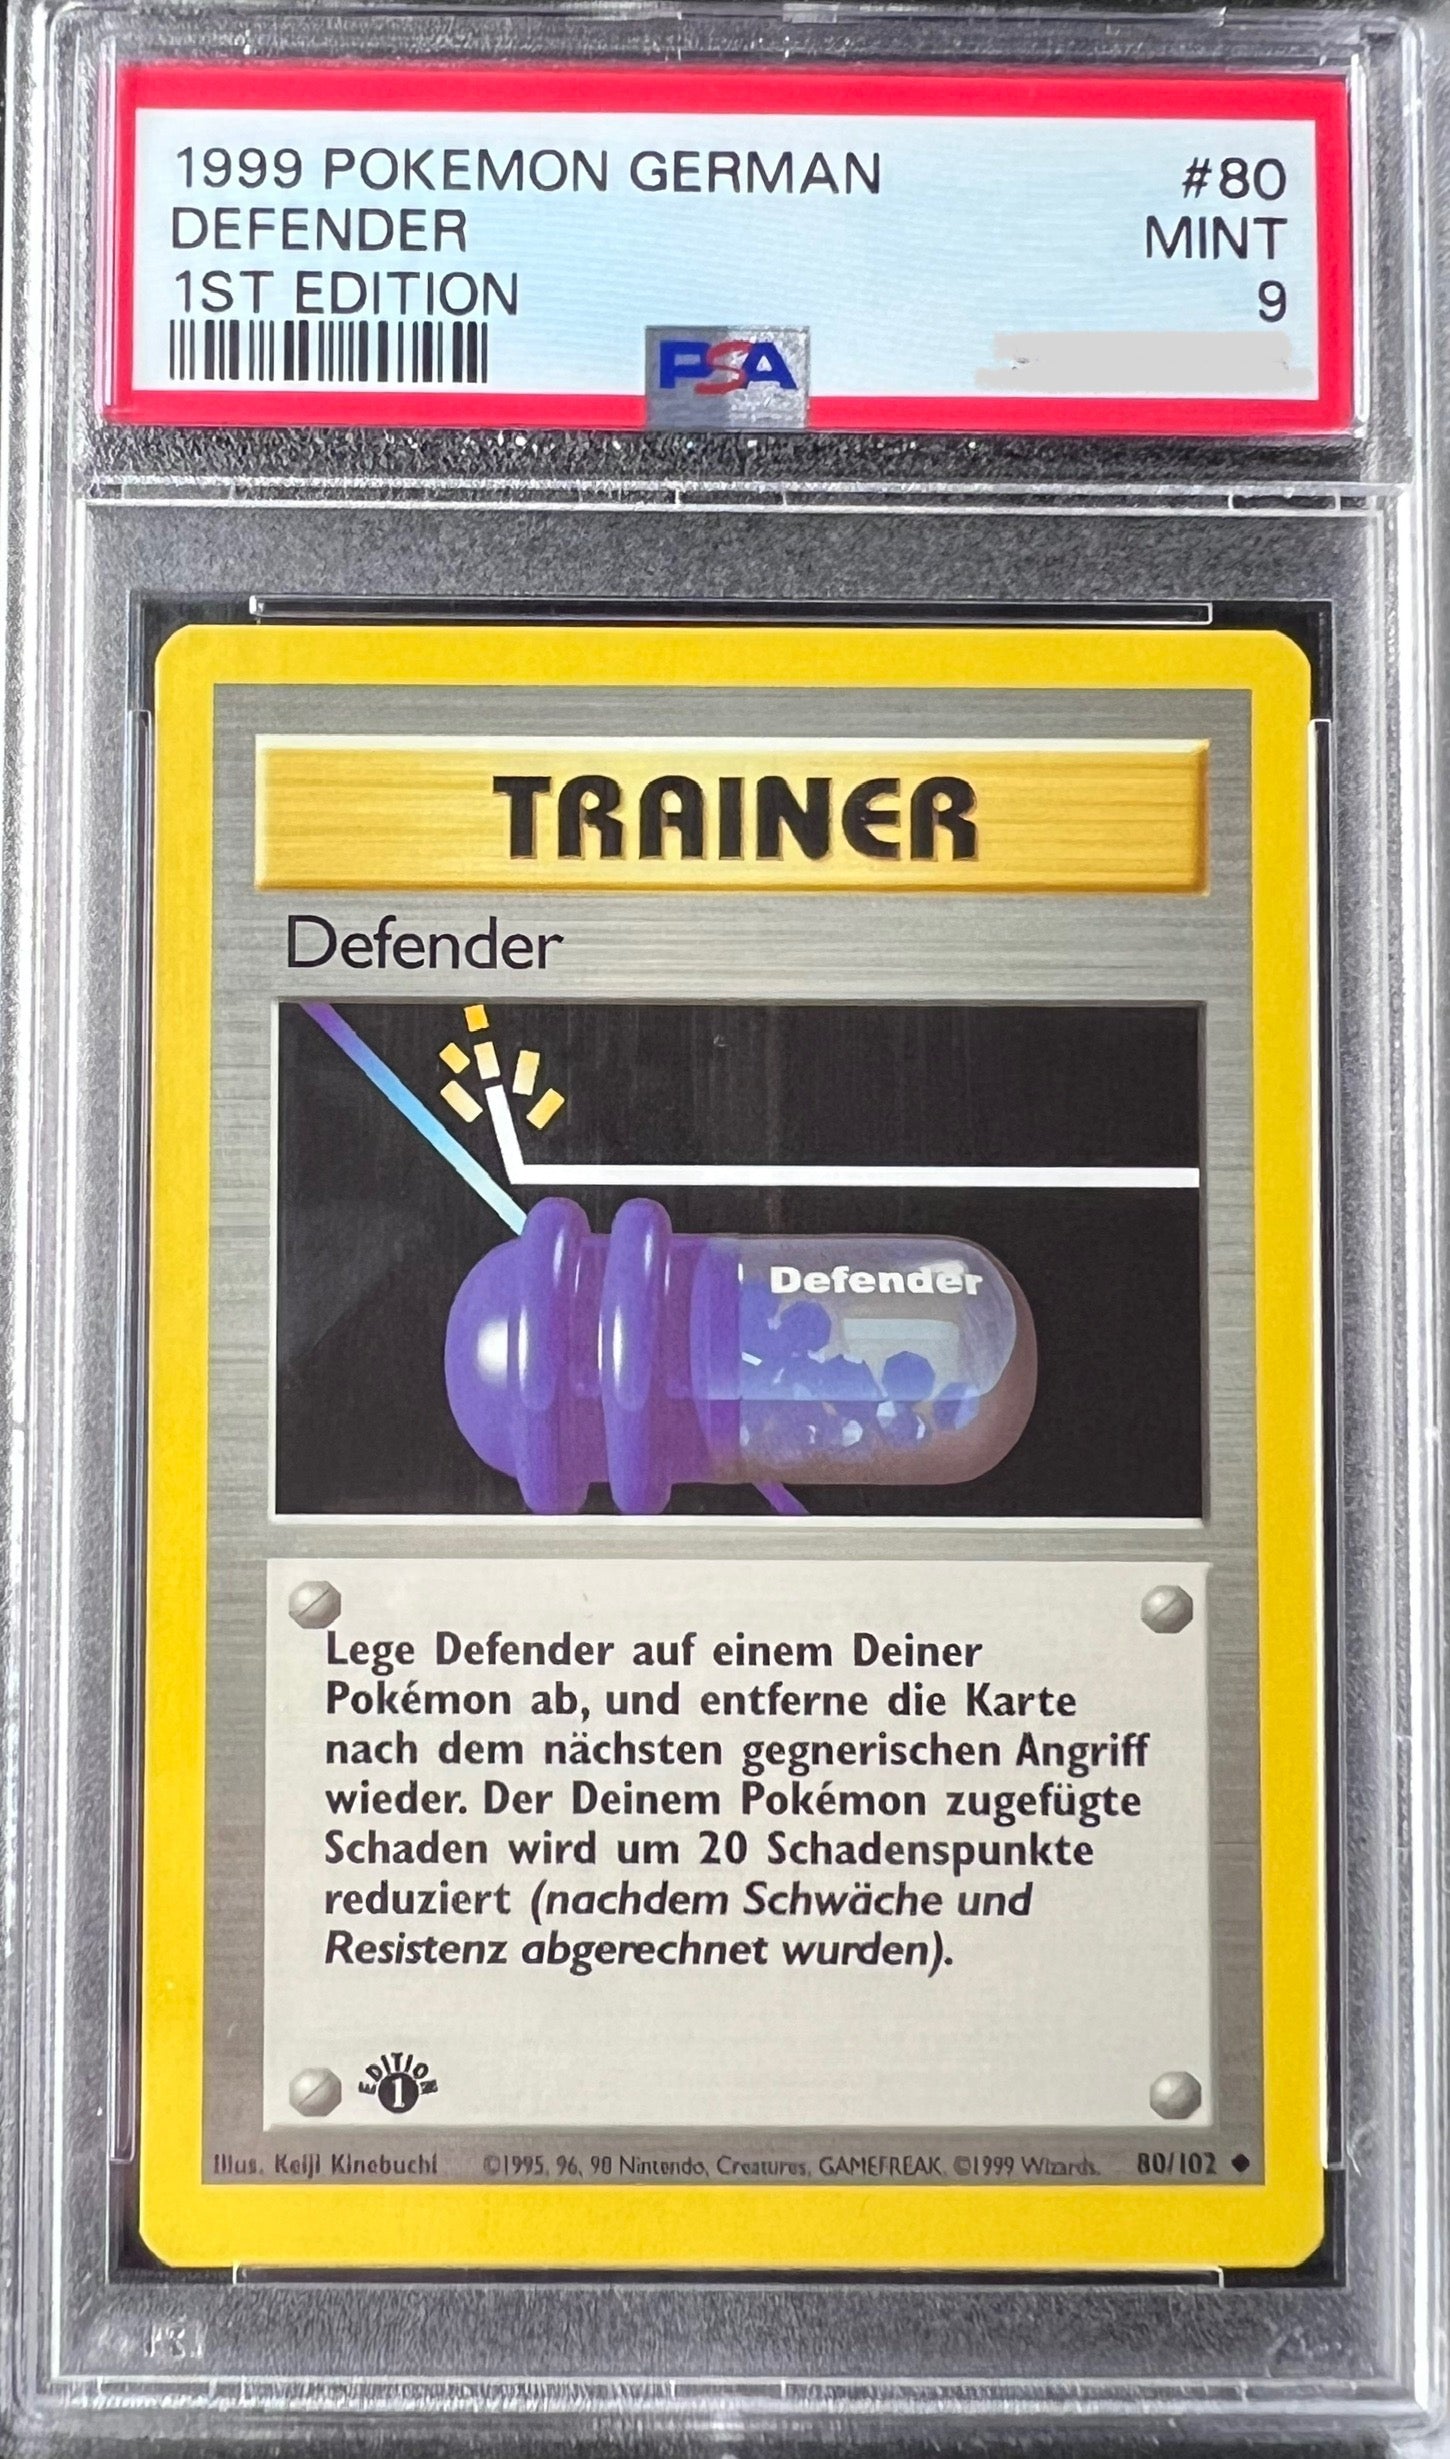 1999 POKEMON GERMAN #80
DEFENDER MINT
1ST EDITION 9
PSA
TRAINER
Defender
Defender
Lege Defender auf einem Deiner
Pokémon ab, und entferne die Karte
nach dem nächsten gegnerischen Angriff
wieder. Der Deinem Pokémon zugefügte
Schaden wird um 20 Schadenspunkte
reduziert (nachdem Schwäche und
Resistenz abgerechnet wurden).
EDITION
1
Illus. Keiji Kinebuchi ©1995, 96, 98 Nintendo, Creatures, GAMEFREAK. ©1999 Wizards. 80/102